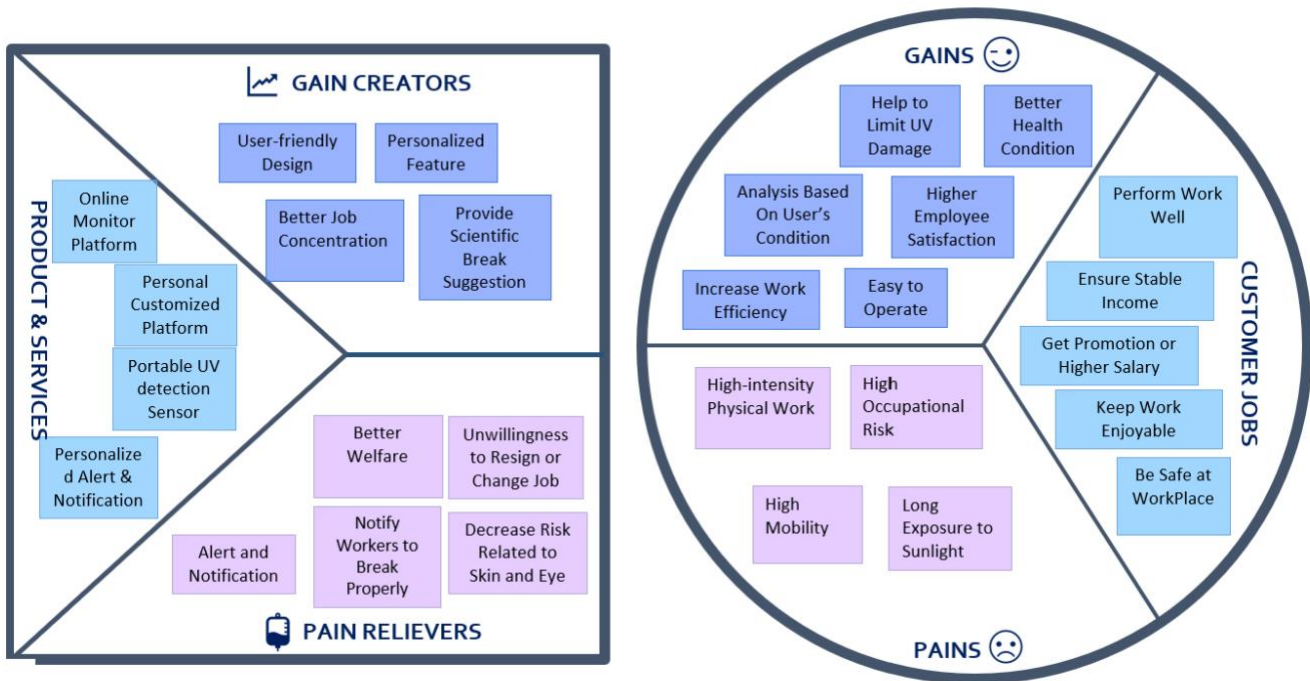 GAIN CREATORS
User-friendly
Design
Personalized
Feature
Better Job
Concentration
Provide
Scientific
Break
Suggestion
PRODUCT & SERVICES
Online
Monitor
Platform
Personal
Customized
Platform
Portable UV
detection
Sensor
Personalize
d Alert &
Notification
Better
Welfare
Unwillingness
to Resign or
Change Job
Alert and
Notification
Notify
Workers to
Break
Properly
Decrease Risk
Related to
Skin and Eye
PAIN RELIEVERS
GAINS
Help to
Limit UV
Damage
Better
Health
Condition
Analysis Based
On User's
Condition
Higher
Employee
Satisfaction
Increase Work
Efficiency
Easy to
Operate
Perform Work
Well
Ensure Stable
Income
Get Promotion or
Higher Salary
Keep Work
Enjoyable
Be Safe at
WorkPlace
CUSTOMER JOBS
High-intensity
Physical Work
High
Occupational
Risk
High
Mobility
Long
Exposure to
Sunlight
PAINS